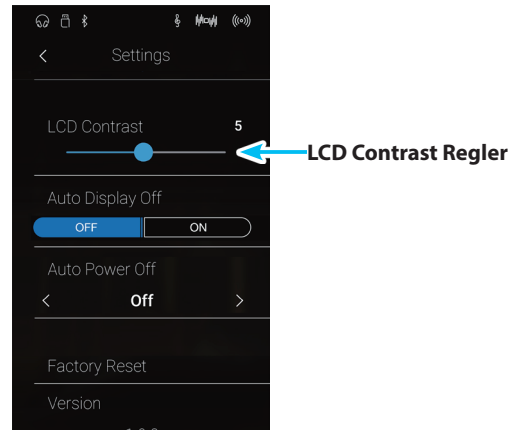 Settings
LCD Contrast 5
LCD Contrast Regler
Auto Display Off
OFF ON
Auto Power Off
Off
Factory Reset
Version